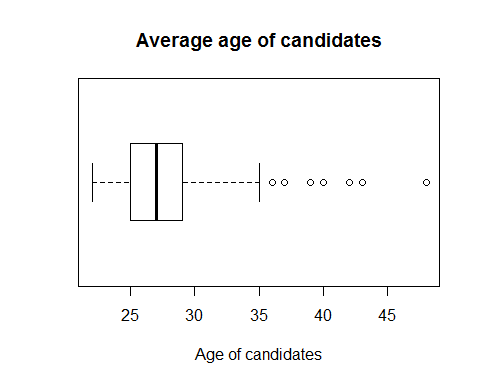 Average age of candidates
25 30 35 40 45
Age of candidates